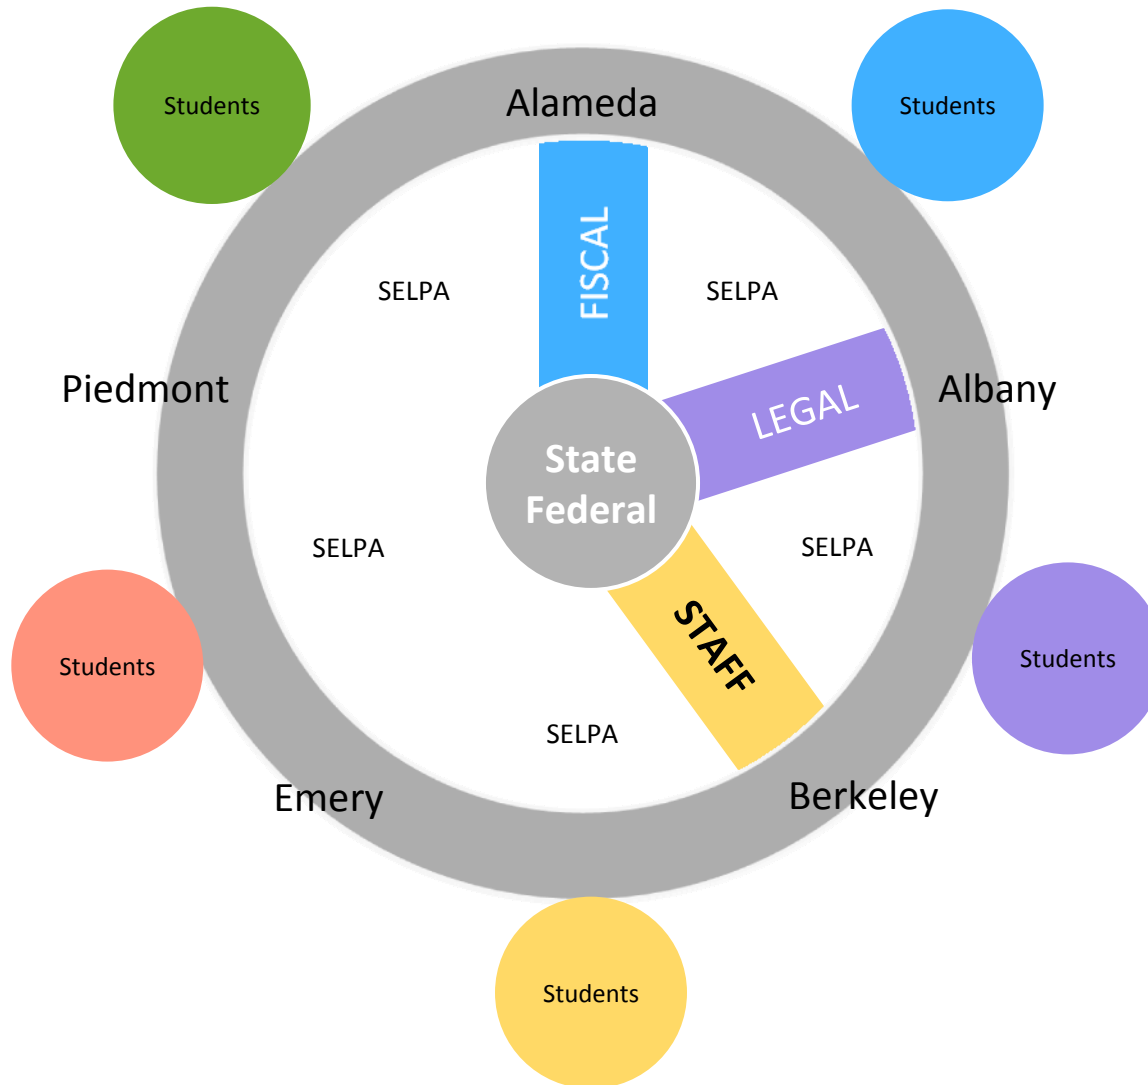 Students
Students
Alameda
FISCAL
SELPA
SELPA
Piedmont
LEGAL
Albany
State
Federal
SELPA
SELPA
STAFF
Students
Students
SELPA
Emery
Berkeley
Students